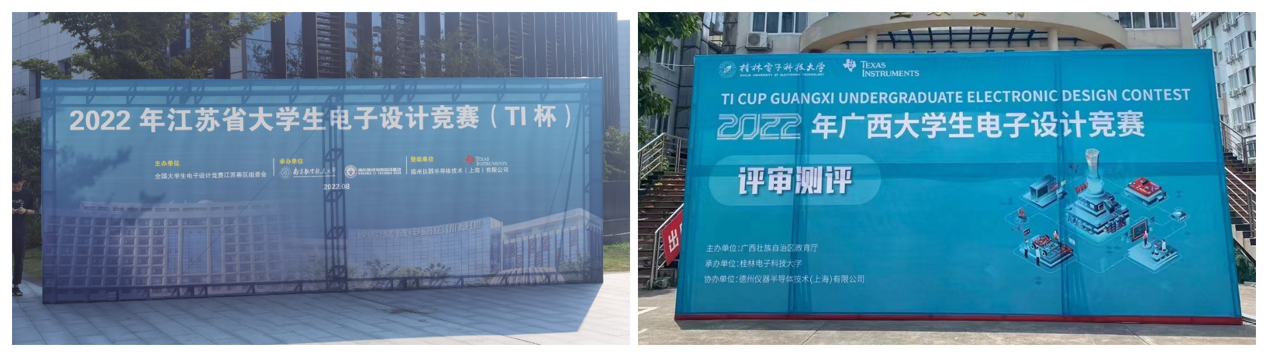 2022 年江苏省大学生电子设计竞赛（TI 杯）
主办单位
全国大学生电子设计竞赛江苏赛区组委会
承办单位
登助单位
TEXAS INSTRUMENTS
德州仪器半导体技术（上海）有限公司
2022.08
桂林电子科技大学
TEXAS
INSTRUMENTS
TI CUP GUANGXI UNDERGRADUATE ELECTRONIC DESIGN CONTEST
2022 年广西大学生电子设计竞赛
评审测评
主办单位:广西壮族自治区教育厅
承办单位:桂林电子科技大学
协办单位:德州仪器半导体技术(上海)有限公司
出